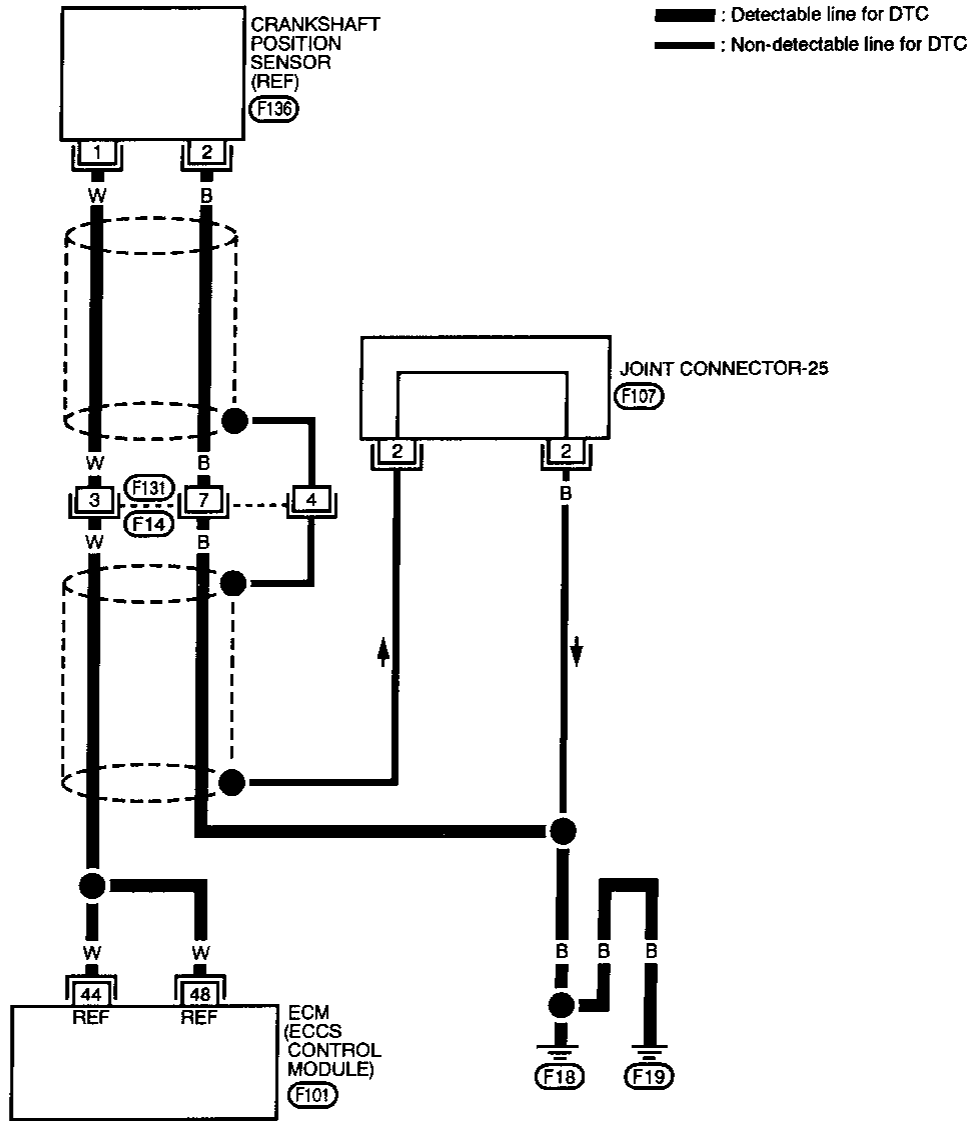 CRANKSHAFT
POSITION
SENSOR
(REF)
F136
: Detectable line for DTC
: Non-detectable line for DTC
1
2
W
B
JOINT CONNECTOR-25
F107
2
2
W
B
B
3
F131
F14
7
4
W
B
W
W
B
B
B
44
48
REF
REF
ECM
(ECCS
CONTROL
MODULE)
F101
F18
F19